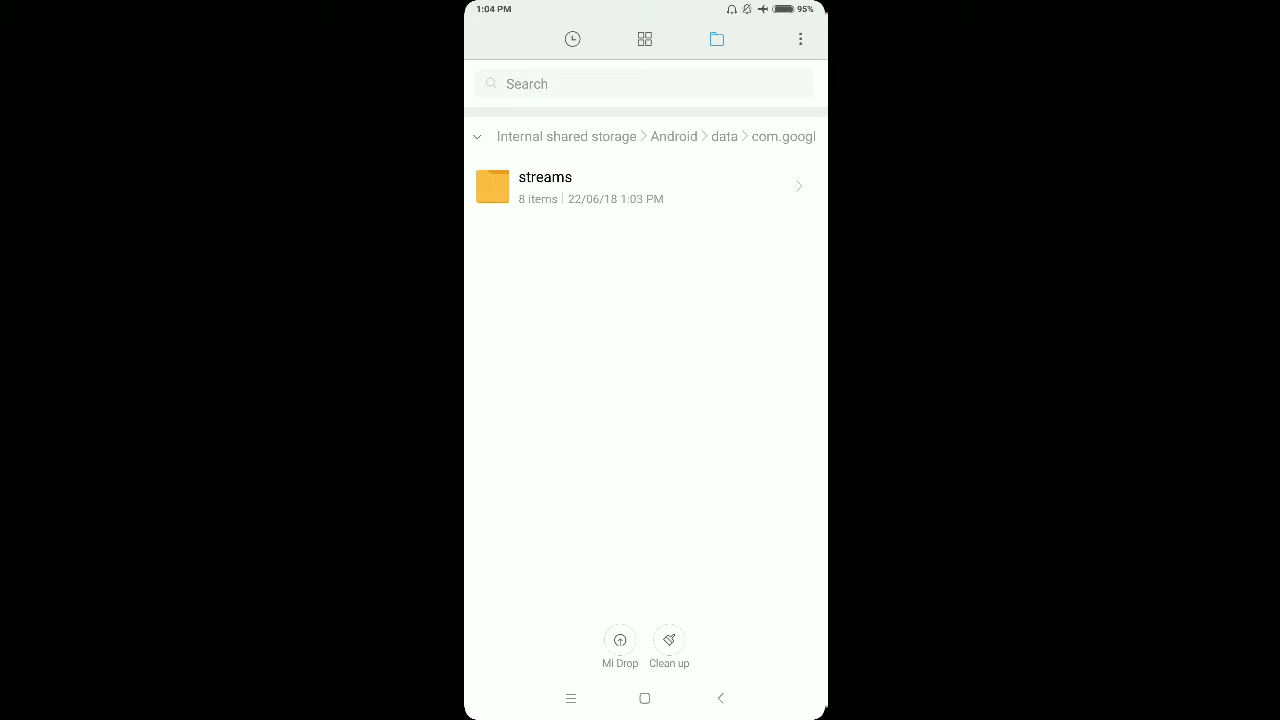 1:04 PM 95%
Search
Internal shared storage > Android > data > com.googl
streams
8 items | 22/06/18 1:03 PM
Mi Drop Clean up